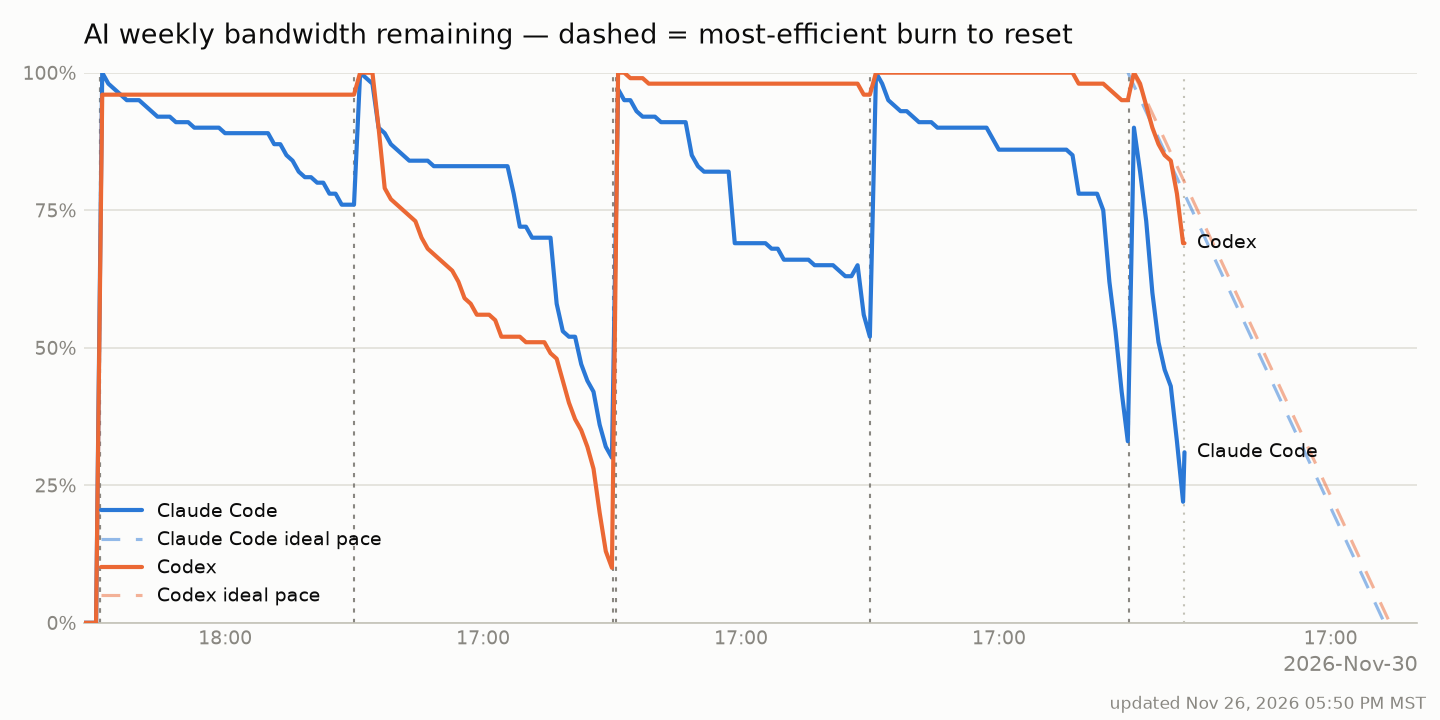 AI weekly bandwidth remaining — dashed = most-efficient burn to reset
100%
75%
50%
25%
0%
Codex
Claude Code
Claude Code
Claude Code ideal pace
Codex
Codex ideal pace
18:00 17:00 17:00 17:00 17:00
2026-Nov-30
updated Nov 26, 2026 05:50 PM MST